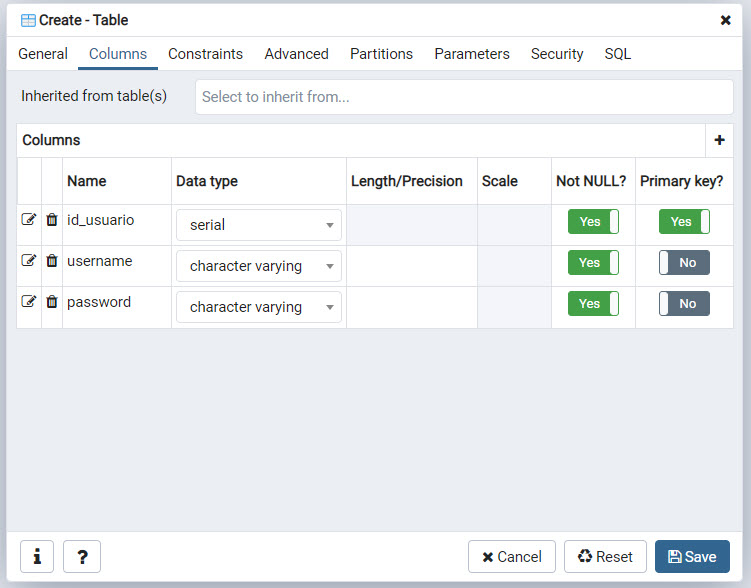 Create - Table
General Columns Constraints Advanced Partitions Parameters Security SQL
Inherited from table(s) Select to inherit from...
Columns
Name Data type Length/Precision Scale Not NULL? Primary key?
id_usuario serial Yes Yes
username character varying Yes No
password character varying Yes No
i ? Cancel Reset Save